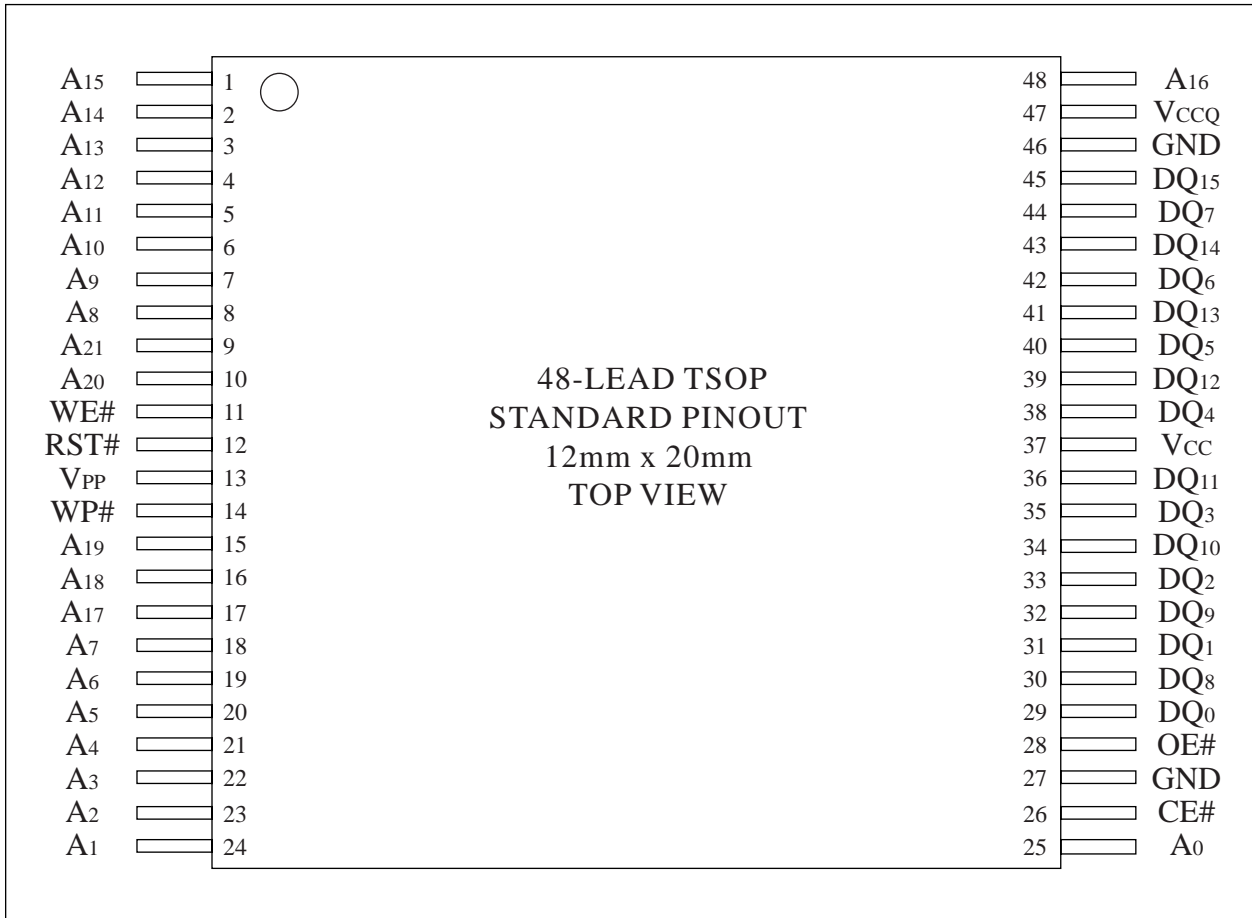 A15 1 48 A16
A14 2 47 VCCQ
A13 3 46 GND
A12 4 45 DQ15
A11 5 44 DQ7
A10 6 43 DQ14
A9 7 42 DQ6
A8 8 41 DQ13
A21 9 40 DQ5
A20 10 39 DQ12
WE# 11 38 DQ4
RST# 12 37 VCC
VPP 13 36 DQ11
WP# 14 35 DQ3
A19 15 34 DQ10
A18 16 33 DQ2
A17 17 32 DQ9
A7 18 31 DQ1
A6 19 30 DQ8
A5 20 29 DQ0
A4 21 28 OE#
A3 22 27 GND
A2 23 26 CE#
A1 24 25 A0
48-LEAD TSOP
STANDARD PINOUT
12mm x 20mm
TOP VIEW